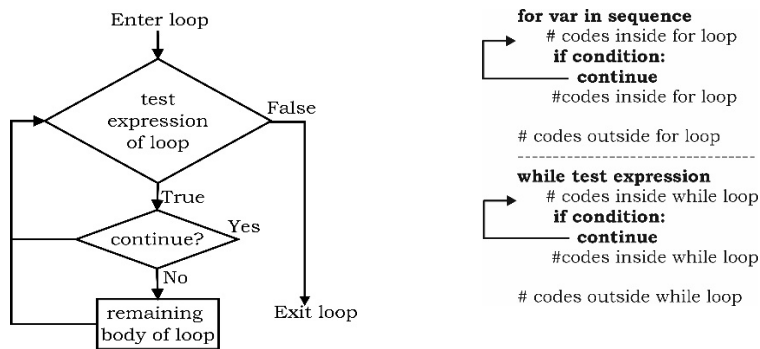 Enter loop
test
expression
of loop
False
True
continue?
Yes
No
remaining
body of loop
Exit loop
for var in sequence
# codes inside for loop
if condition:
continue
#codes inside for loop
# codes outside for loop
while test expression
# codes inside while loop
if condition:
continue
#codes inside while loop
# codes outside while loop